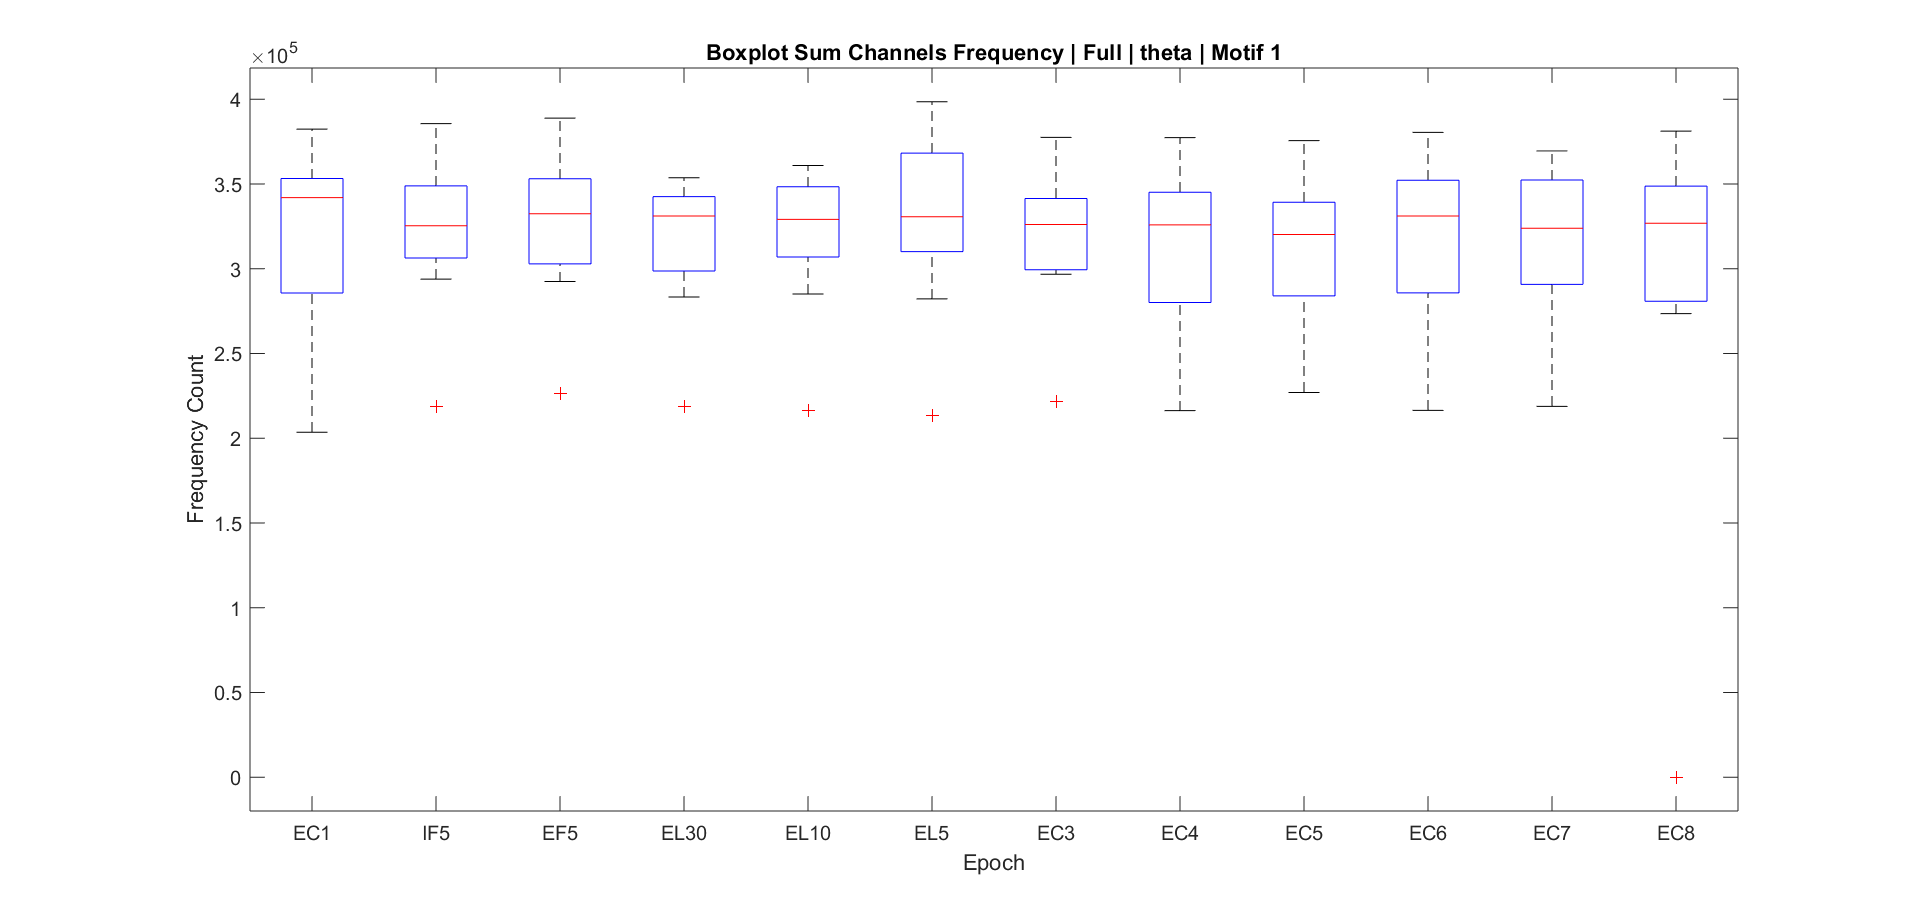 Boxplot Sum Channels Frequency | Full | theta | Motif 1
×10^5
4
3.5
3
2.5
2
1.5
1
0.5
0
Frequency Count
EC1 IF5 EF5 EL30 EL10 EL5 EC3 EC4 EC5 EC6 EC7 EC8
Epoch